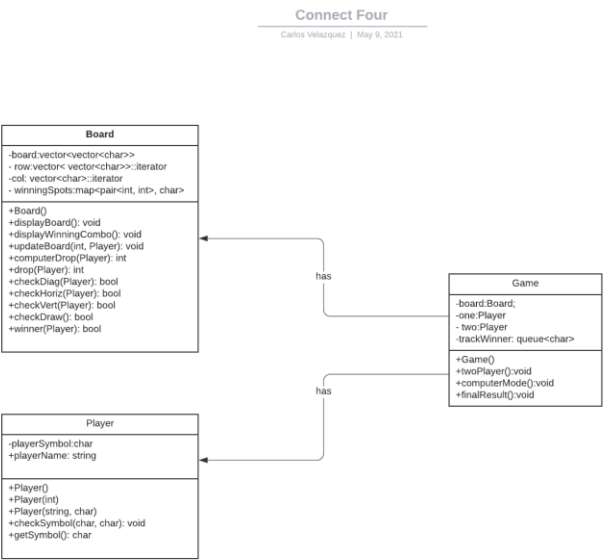 Connect Four
Carlos Velazquez | May 9, 2021
Board
-board:vector<vector<char>>
- row:vector< vector<char>>::iterator
-col: vector<char>::iterator
- winningSpots:map<pair<int, int>, char>
+Board()
+displayBoard(): void
+displayWinningCombo(): void
+updateBoard(int, Player): void
+computerDrop(Player): int
+drop(Player): int
+checkDiag(Player): bool
+checkHoriz(Player): bool
+checkVert(Player): bool
+checkDraw(): bool
+winner(Player): bool
has
Game
-board:Board;
-one:Player
- two:Player
-trackWinner: queue<char>
+Game()
+twoPlayer():void
+computerMode():void
+finalResult():void
has
Player
-playerSymbol:char
+playerName: string
+Player()
+Player(int)
+Player(string, char)
+checkSymbol(char, char): void
+getSymbol(): char